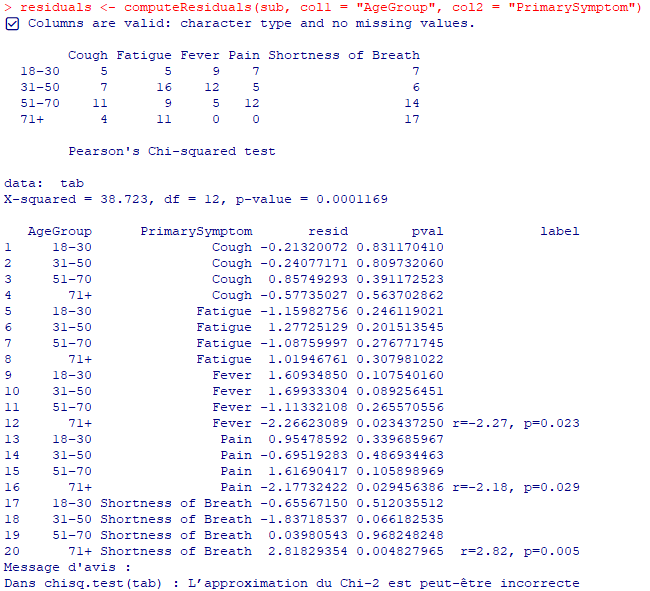 > residuals <- computeResiduals(sub, col1 = "AgeGroup", col2 = "PrimarySymptom")
☑ Columns are valid: character type and no missing values.
Cough Fatigue Fever Pain Shortness of Breath
18-30 5 5 9 7 7
31-50 7 16 12 5 6
51-70 11 9 5 12 14
71+ 4 11 0 0 17
Pearson's Chi-squared test
data: tab
X-squared = 38.723, df = 12, p-value = 0.0001169
AgeGroup PrimarySymptom resid pval label
1 18-30 Cough -0.21320072 0.831170410
2 31-50 Cough -0.24077171 0.809732060
3 51-70 Cough 0.85749293 0.391172523
4 71+ Cough -0.57735027 0.563702862
5 18-30 Fatigue -1.15982756 0.246119021
6 31-50 Fatigue 1.27725129 0.201513545
7 51-70 Fatigue -1.08759997 0.276771745
8 71+ Fatigue 1.01946761 0.307981022
9 18-30 Fever 1.60934850 0.107540160
10 31-50 Fever 1.69933304 0.089256451
11 51-70 Fever -1.11332108 0.265570556
12 71+ Fever -2.26623089 0.023437250 r=-2.27, p=0.023
13 18-30 Pain 0.95478592 0.339685967
14 31-50 Pain -0.69519283 0.486934463
15 51-70 Pain 1.61690417 0.105898969
16 71+ Pain -2.17732422 0.029456386 r=-2.18, p=0.029
17 18-30 Shortness of Breath -0.65567150 0.512035512
18 31-50 Shortness of Breath -1.83718537 0.066182535
19 51-70 Shortness of Breath 0.03980543 0.968248248
20 71+ Shortness of Breath 2.81829354 0.004827965 r=2.82, p=0.005
Message d'avis :
Dans chisq.test(tab) : L’approximation du Chi-2 est peut-être incorrecte